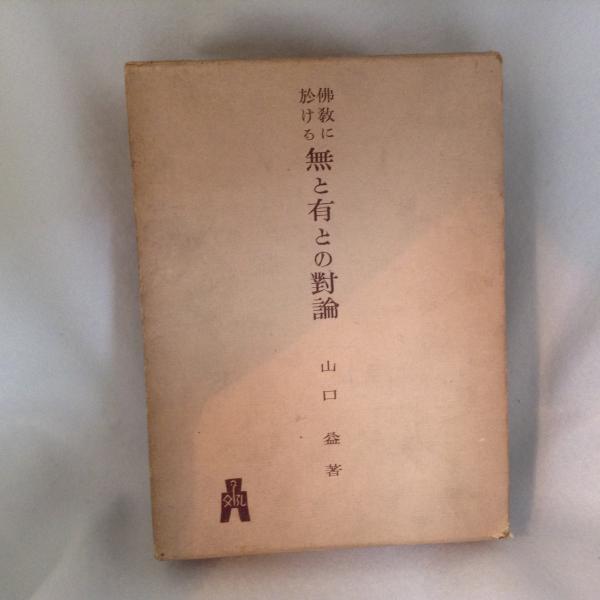 佛教に
於ける
無と有との對論
山口益著